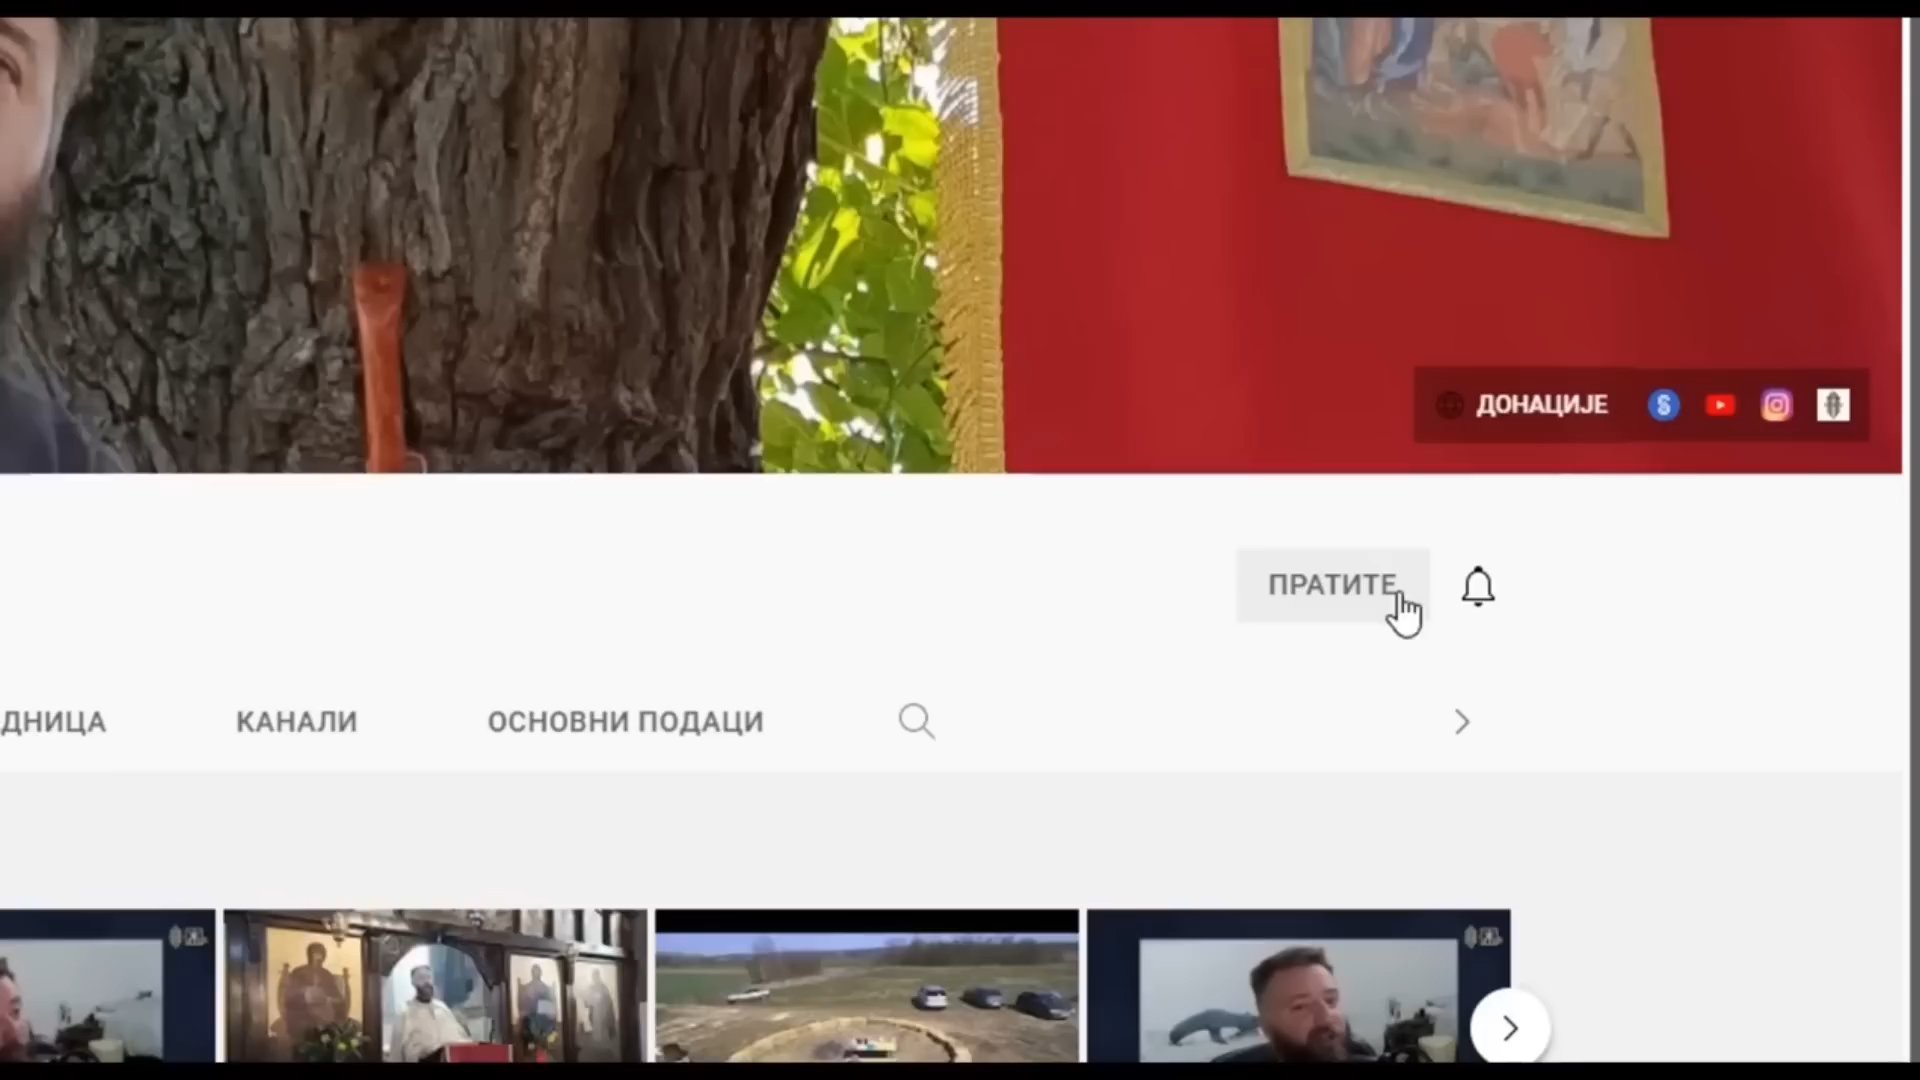 ДОНАЦИЈЕ
ПРАТИТЕ
ДНИЦА КАНАЛИ ОСНОВНИ ПОДАЦИ